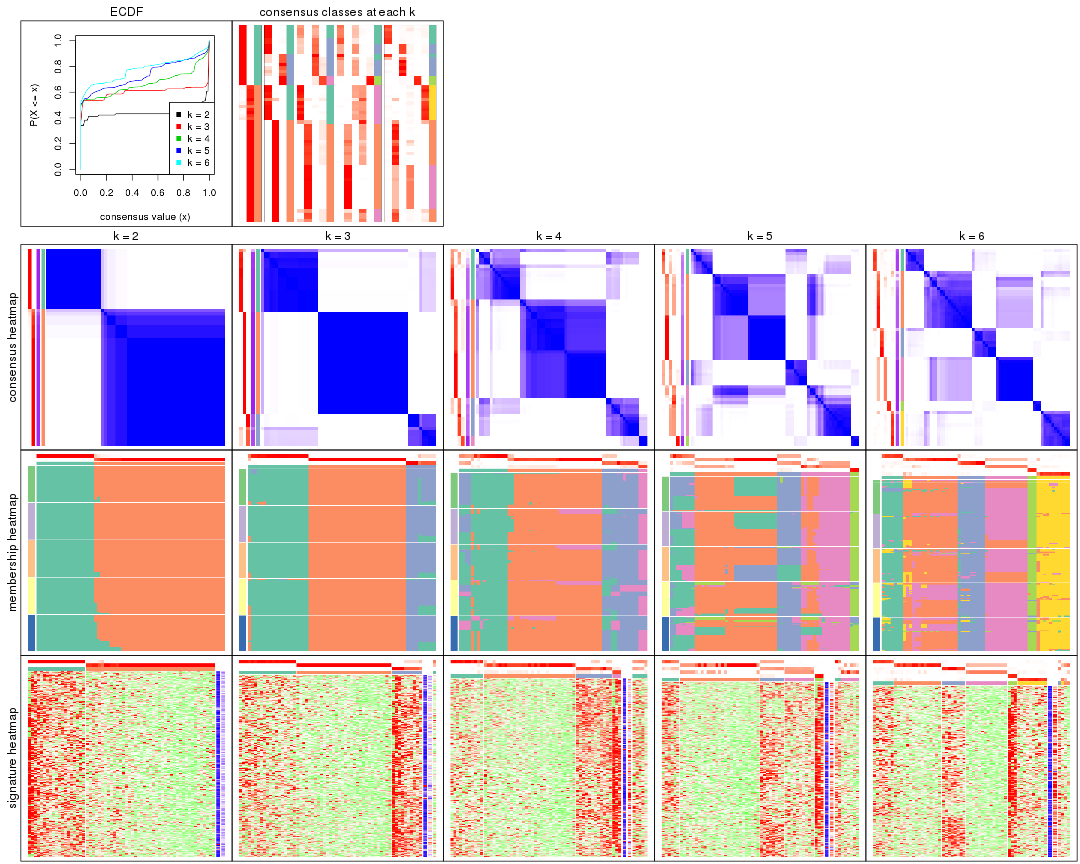 ECDF
consensus classes at each k
P(X <= x)
0.0 0.2 0.4 0.6 0.8 1.0
k = 2
k = 3
k = 4
k = 5
k = 6
0.0 0.2 0.4 0.6 0.8 1.0
consensus value (x)
k = 2
k = 3
k = 4
k = 5
k = 6
consensus heatmap
membership heatmap
signature heatmap